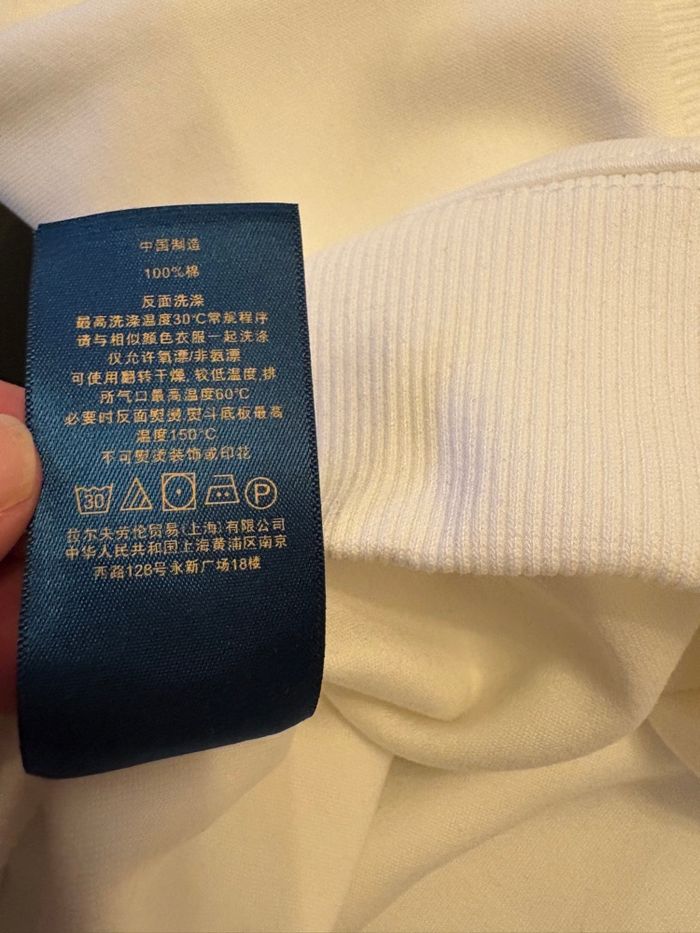 中国制造
100%棉
反面洗涤
最高洗涤温度30℃常规程序
请与相似颜色衣服一起洗涤
仅允许氧漂/非氯漂
可使用翻转干燥,较低温度,排
所气口最高温度60℃
必要时反面熨烫熨斗底板最高
温度150℃
不可熨烫装饰或印花
30 P
拉尔夫劳伦贸易(上海)有限公司
中华人民共和国上海黄浦区南京
西路128号永新广场18楼